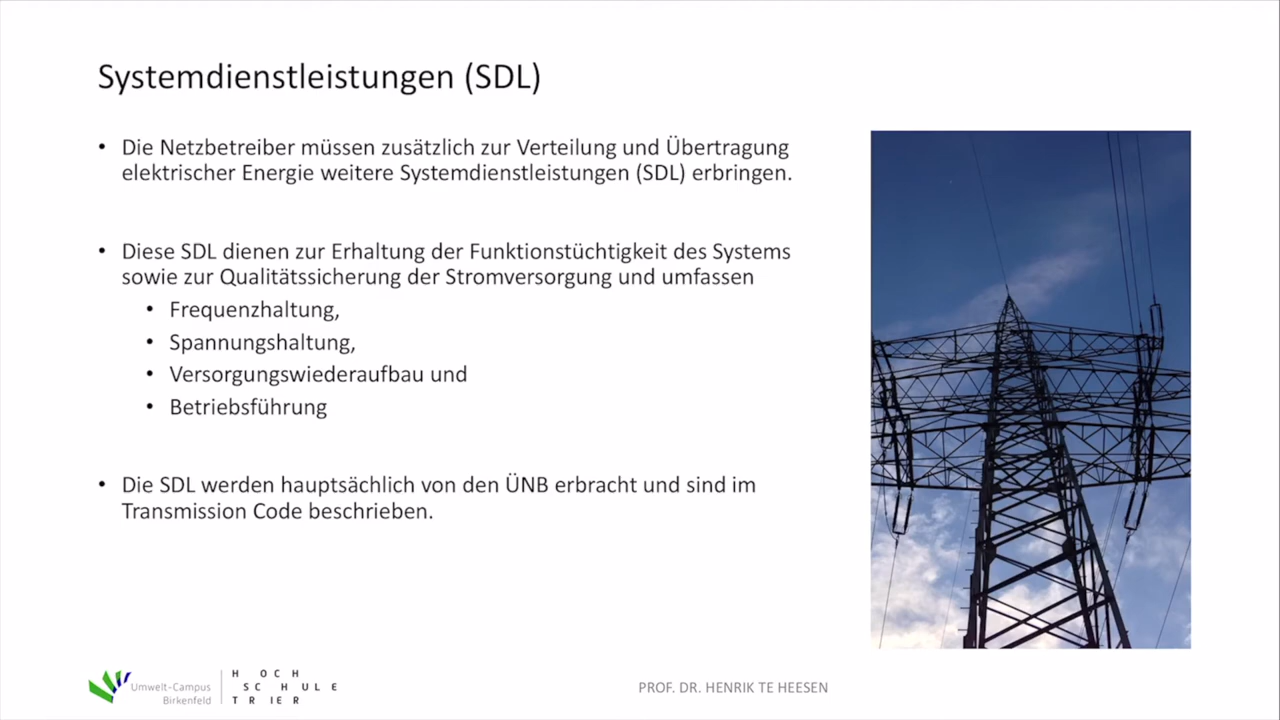 Systemdienstleistungen (SDL)
• Die Netzbetreiber müssen zusätzlich zur Verteilung und Übertragung
elektrischer Energie weitere Systemdienstleistungen (SDL) erbringen.
• Diese SDL dienen zur Erhaltung der Funktionstüchtigkeit des Systems
sowie zur Qualitätssicherung der Stromversorgung und umfassen
• Frequenzhaltung,
• Spannungshaltung,
• Versorgungswiederaufbau und
• Betriebsführung
• Die SDL werden hauptsächlich von den ÜNB erbracht und sind im
Transmission Code beschrieben.
Umwelt-Campus
Birkenfeld
HOCH
SCHULE
TRIER
PROF. DR. HENRIK TE HEESEN